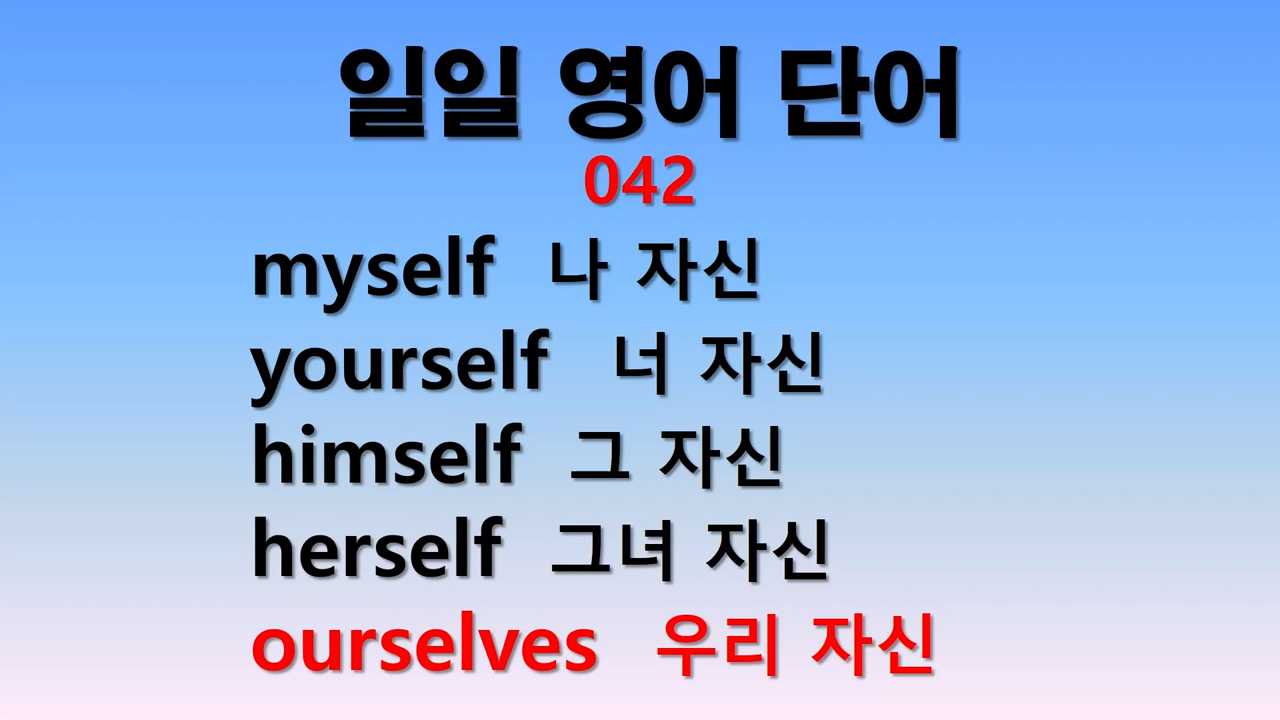 일일 영어 단어
042
myself 나 자신
yourself 너 자신
himself 그 자신
herself 그녀 자신
ourselves 우리 자신